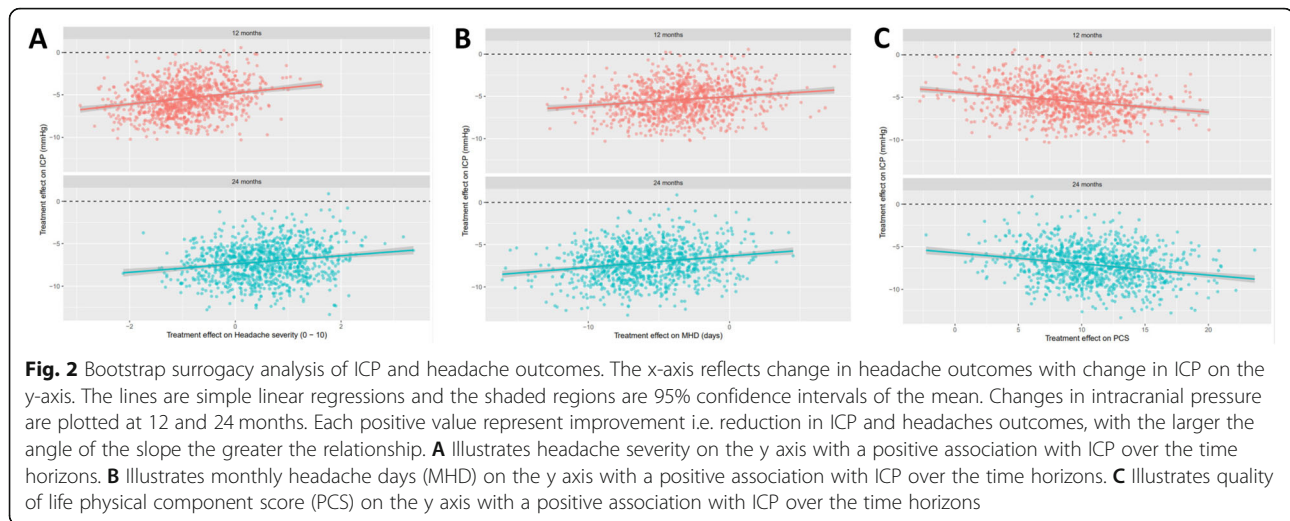 A
12 months
0
−5
−10
24 months
0
−5
−10
Treatment effect on ICP (mmHg)
−2
0
2
Treatment effect on Headache severity (0 − 10)
B
12 months
0
−5
−10
24 months
0
−5
−10
Treatment effect on ICP (mmHg)
−10
0
Treatment effect on MHD (days)
C
12 months
0
−5
−10
24 months
0
−5
−10
Treatment effect on ICP (mmHg)
0
5
10
15
20
Treatment effect on PCS
Fig. 2 Bootstrap surrogacy analysis of ICP and headache outcomes. The x-axis reflects change in headache outcomes with change in ICP on the
y-axis. The lines are simple linear regressions and the shaded regions are 95% confidence intervals of the mean. Changes in intracranial pressure
are plotted at 12 and 24 months. Each positive value represent improvement i.e. reduction in ICP and headaches outcomes, with the larger the
angle of the slope the greater the relationship. A Illustrates headache severity on the y axis with a positive association with ICP over the time
horizons. B Illustrates monthly headache days (MHD) on the y axis with a positive association with ICP over the time horizons. C Illustrates quality
of life physical component score (PCS) on the y axis with a positive association with ICP over the time horizons